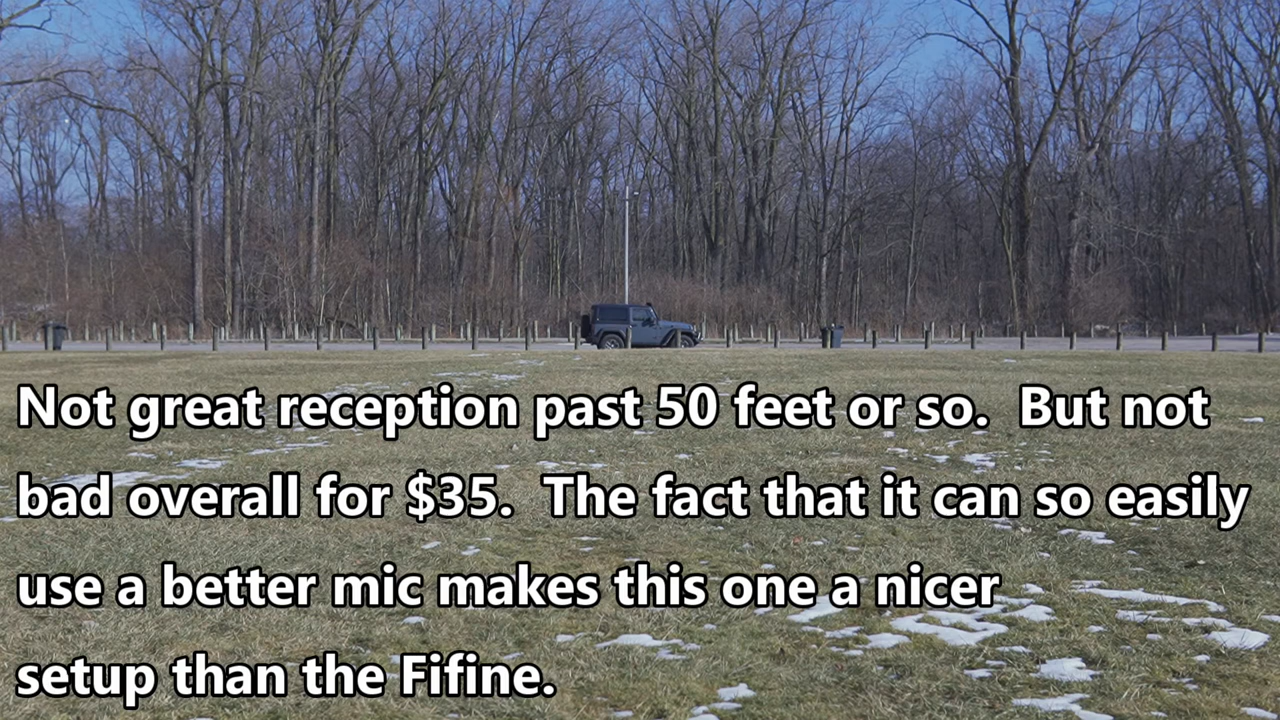 Not great reception past 50 feet or so.  But not
bad overall for $35.  The fact that it can so easily
use a better mic makes this one a nicer
setup than the Fifine.